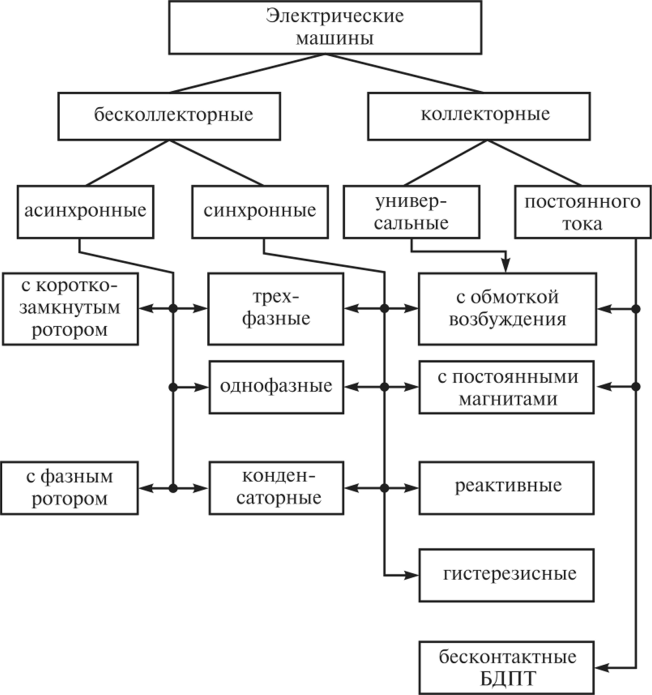 Электрические
машины
бесколлекторные
коллекторные
асинхронные
синхронные
универ-
сальные
постоянного
тока
с коротко-
замкнутым
ротором
трех-
фазные
с обмоткой
возбуждения
однофазные
с постоянными
магнитами
с фазным
ротором
конден-
саторные
реактивные
гистерезисные
бесконтактные
БДПТ